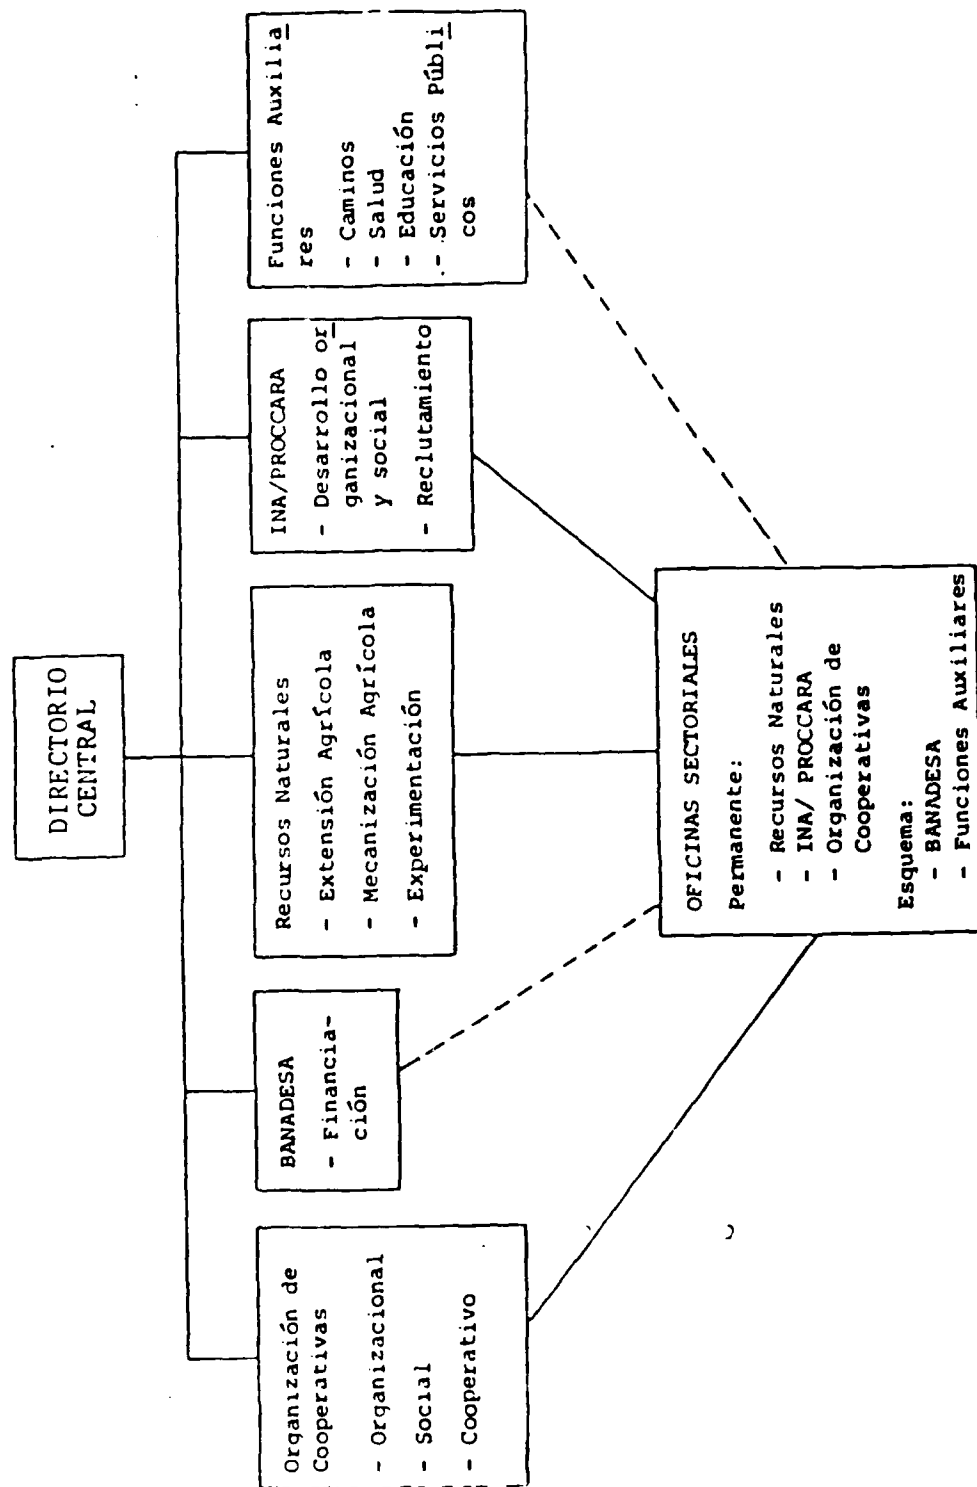 DIRECTORIO
CENTRAL
Organización de
Cooperativas
- Organizacional
- Social
- Cooperativo
BANADESA
- Financia-
ción
Recursos Naturales
- Extensión Agrícola
- Mecanización Agrícola
- Experimentación
INA/PROCCARA
- Desarrollo or
ganizacional
y social
- Reclutamiento
Funciones Auxilia
res
- Caminos
- Salud
- Educación
- Servicios Públi
cos
OFICINAS SECTORIALES
Permanente:
- Recursos Naturales
- INA/ PROCCARA
- Organización de
Cooperativas
Esquema:
- BANADESA
- Funciones Auxiliares